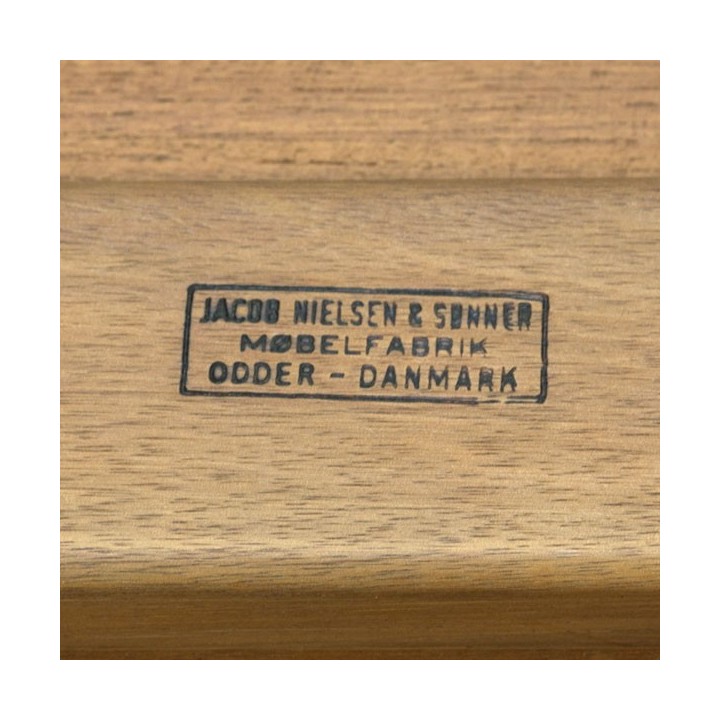 JACOB NIELSEN & SØNNER
MØBELFABRIK
ODDER - DANMARK